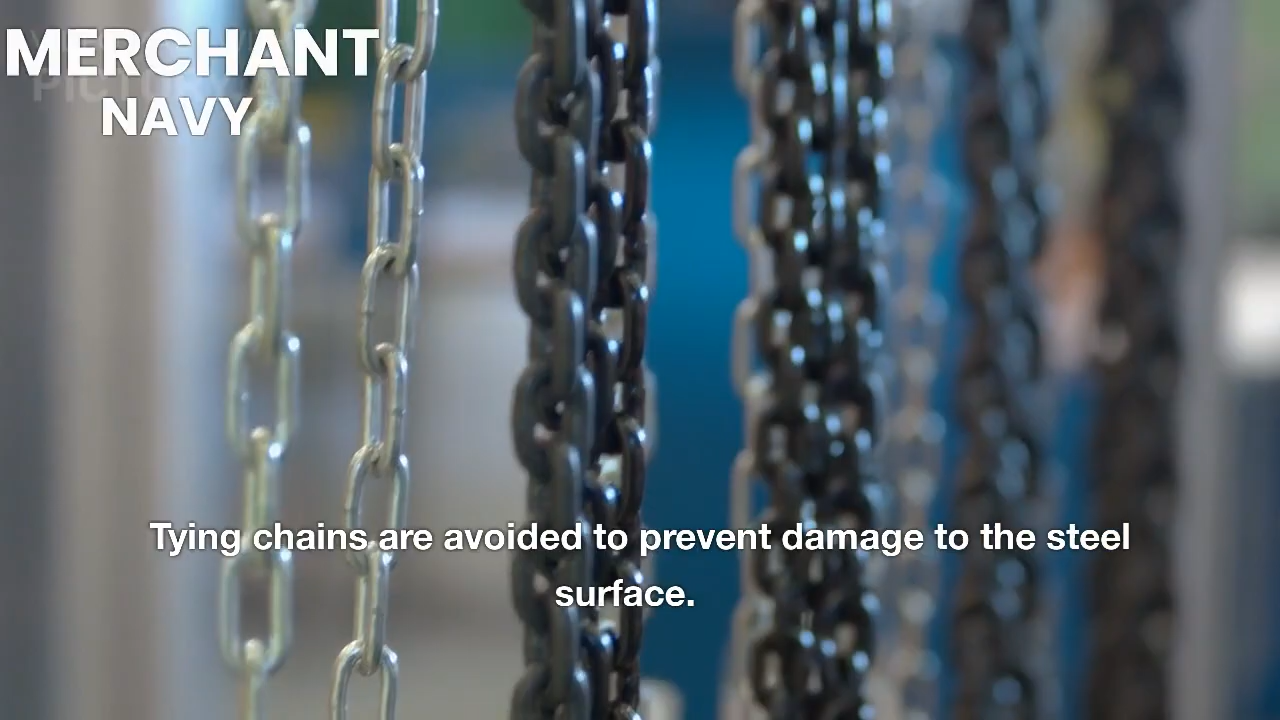 MERCHANT
NAVY
Tying chains are avoided to prevent damage to the steel
surface.